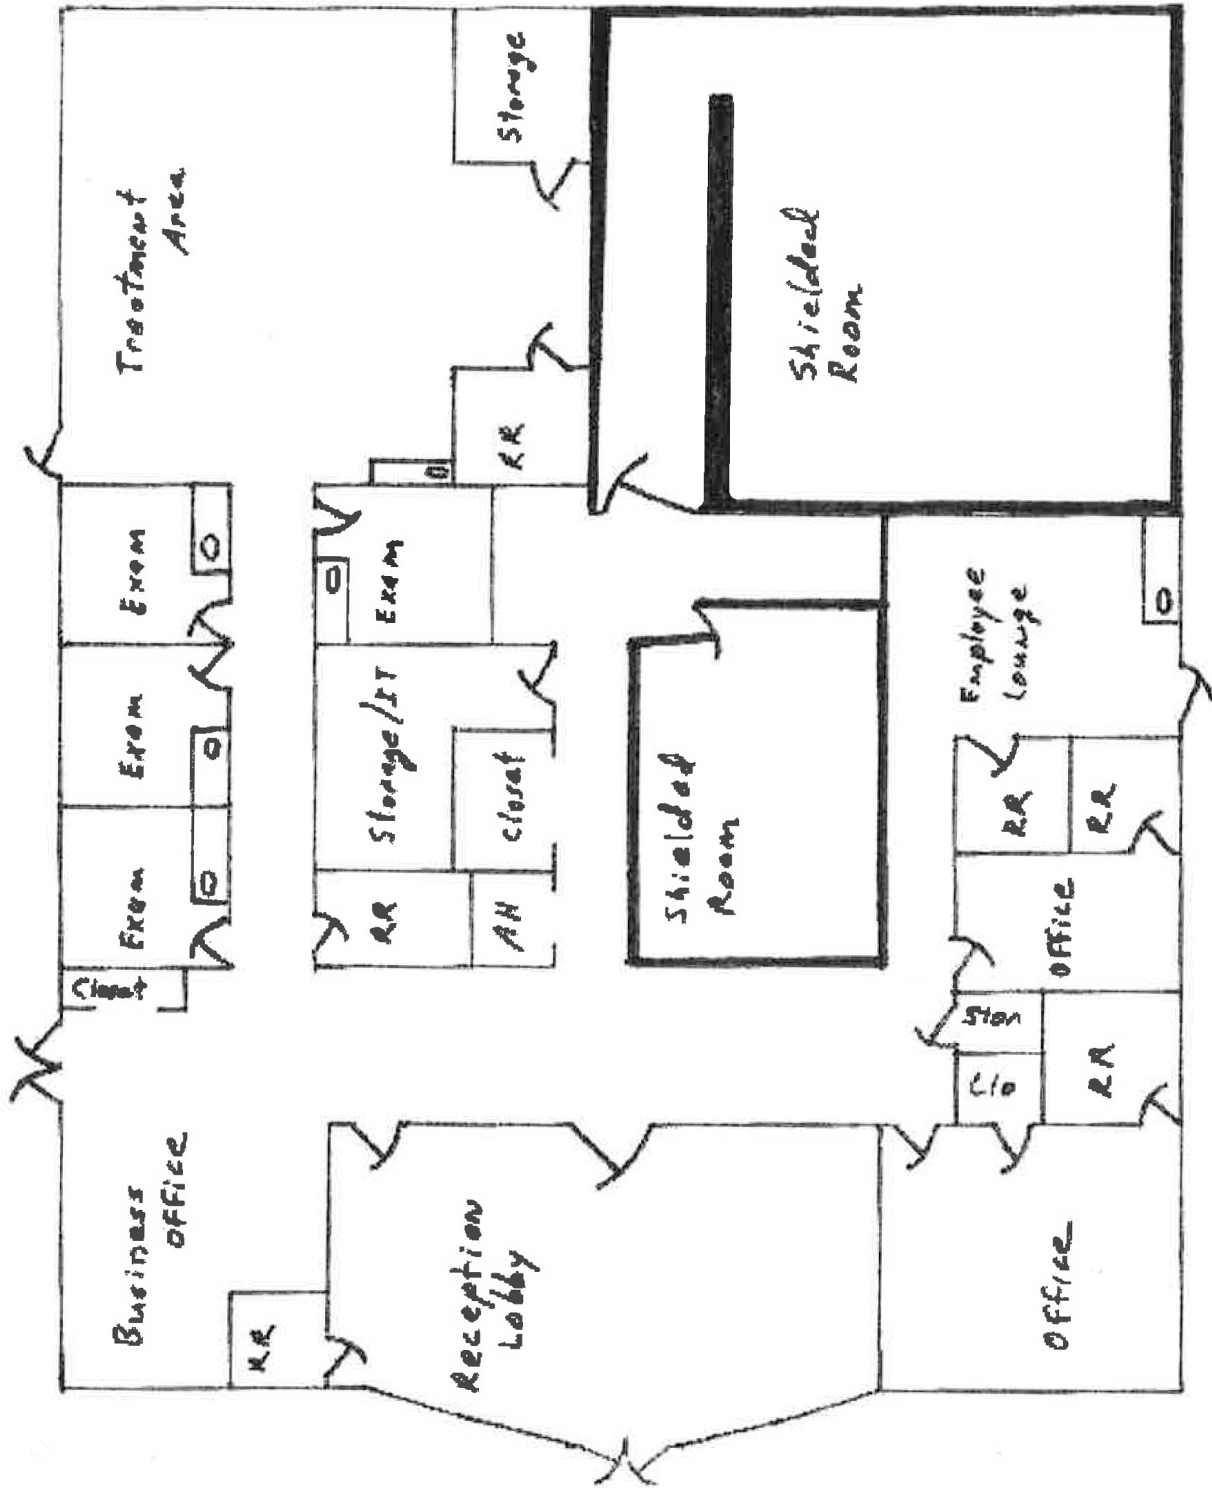 Business
Office
Closet
Exam
Exam
Exam
Treatment
Area
RR
RR
Storage/IT
Exam
AH
Closet
RR
Storage
Reception
Lobby
Shielded
Room
Shielded
Room
Office
Clo
Stor
RR
Office
RR
RR
Employee
Lounge